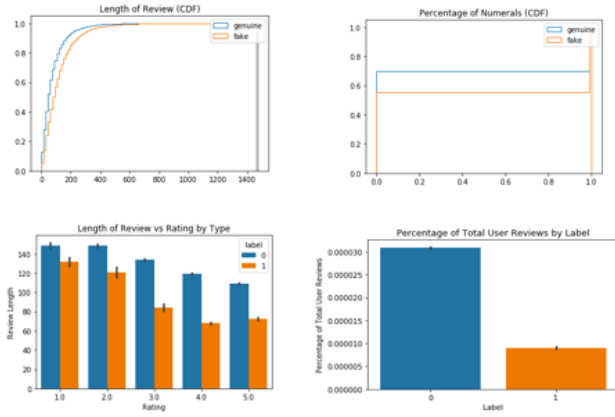 Length of Review (CDF)
genuine
fake
1.0
0.8
0.6
0.4
0.2
0.0
0 200 400 600 800 1000 1200 1400
Percentage of Numerals (CDF)
genuine
fake
1.0
0.8
0.6
0.4
0.2
0.0
0.0 0.2 0.4 0.6 0.8 1.0
Length of Review vs Rating by Type
label
0
1
Review Length
140
120
100
80
60
40
20
0
1.0 2.0 3.0 4.0 5.0
Rating
Percentage of Total User Reviews by Label
Percentage of Total User Reviews
0.000030
0.000025
0.000020
0.000015
0.000010
0.000005
0.000000
0 1
Label